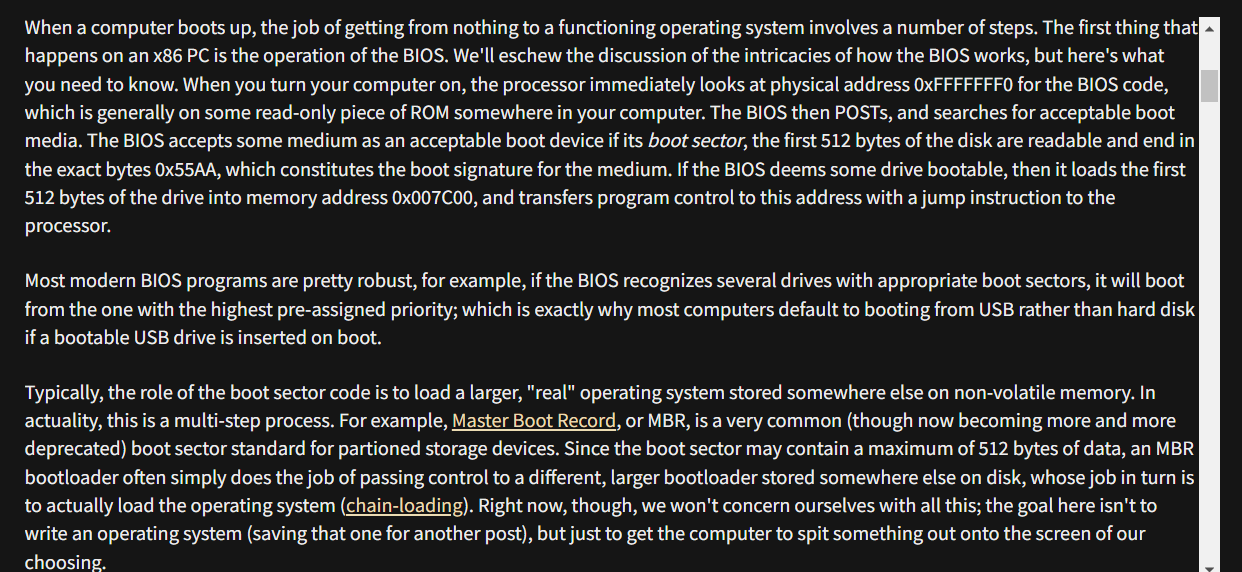 When a computer boots up, the job of getting from nothing to a functioning operating system involves a number of steps. The first thing that
happens on an x86 PC is the operation of the BIOS. We'll eschew the discussion of the intricacies of how the BIOS works, but here's what
you need to know. When you turn your computer on, the processor immediately looks at physical address 0xFFFFFFF0 for the BIOS code,
which is generally on some read-only piece of ROM somewhere in your computer. The BIOS then POSTs, and searches for acceptable boot
media. The BIOS accepts some medium as an acceptable boot device if its boot sector, the first 512 bytes of the disk are readable and end in
the exact bytes 0x55AA, which constitutes the boot signature for the medium. If the BIOS deems some drive bootable, then it loads the first
512 bytes of the drive into memory address 0x007C00, and transfers program control to this address with a jump instruction to the
processor.
Most modern BIOS programs are pretty robust, for example, if the BIOS recognizes several drives with appropriate boot sectors, it will boot
from the one with the highest pre-assigned priority; which is exactly why most computers default to booting from USB rather than hard disk
if a bootable USB drive is inserted on boot.
Typically, the role of the boot sector code is to load a larger, "real" operating system stored somewhere else on non-volatile memory. In
actuality, this is a multi-step process. For example, Master Boot Record, or MBR, is a very common (though now becoming more and more
deprecated) boot sector standard for partioned storage devices. Since the boot sector may contain a maximum of 512 bytes of data, an MBR
bootloader often simply does the job of passing control to a different, larger bootloader stored somewhere else on disk, whose job in turn is
to actually load the operating system (chain-loading). Right now, though, we won't concern ourselves with all this; the goal here isn't to
write an operating system (saving that one for another post), but just to get the computer to spit something out onto the screen of our
choosing.